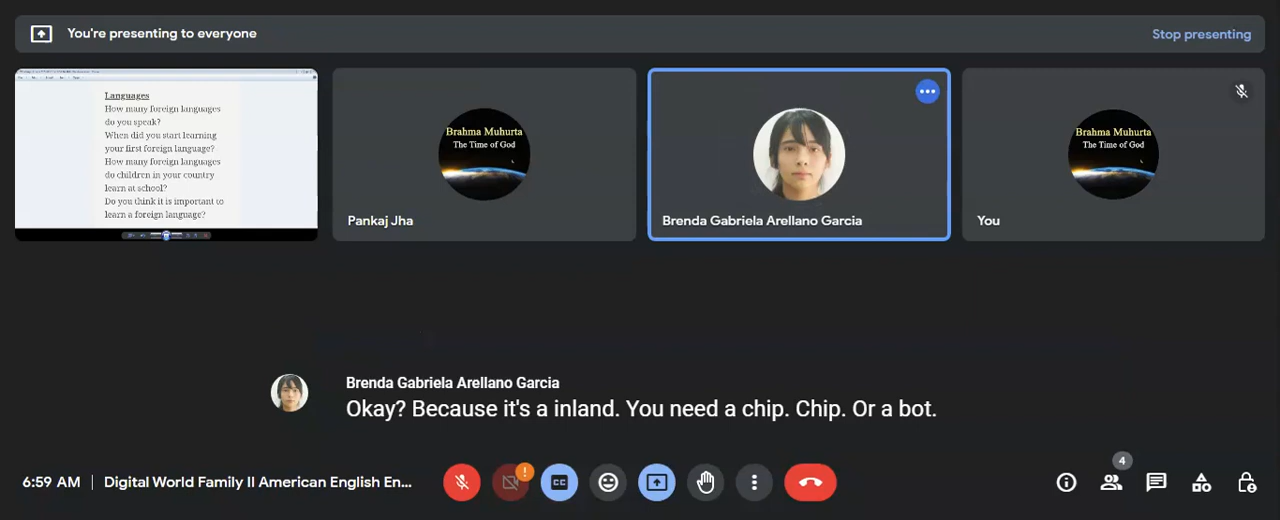 You're presenting to everyone
Stop presenting
Languages
How many foreign languages
do you speak?
When did you start learning
your first foreign language?
How many foreign languages
do children in your country
learn at school?
Do you think it is important to
learn a foreign language?
Brahma Muhurta
The Time of God
Pankaj Jha
Brenda Gabriela Arellano Garcia
Brahma Muhurta
The Time of God
You
Brenda Gabriela Arellano Garcia
Okay? Because it's a inland. You need a chip. Chip. Or a bot.
6:59 AM | Digital World Family II American English En...
CC
4